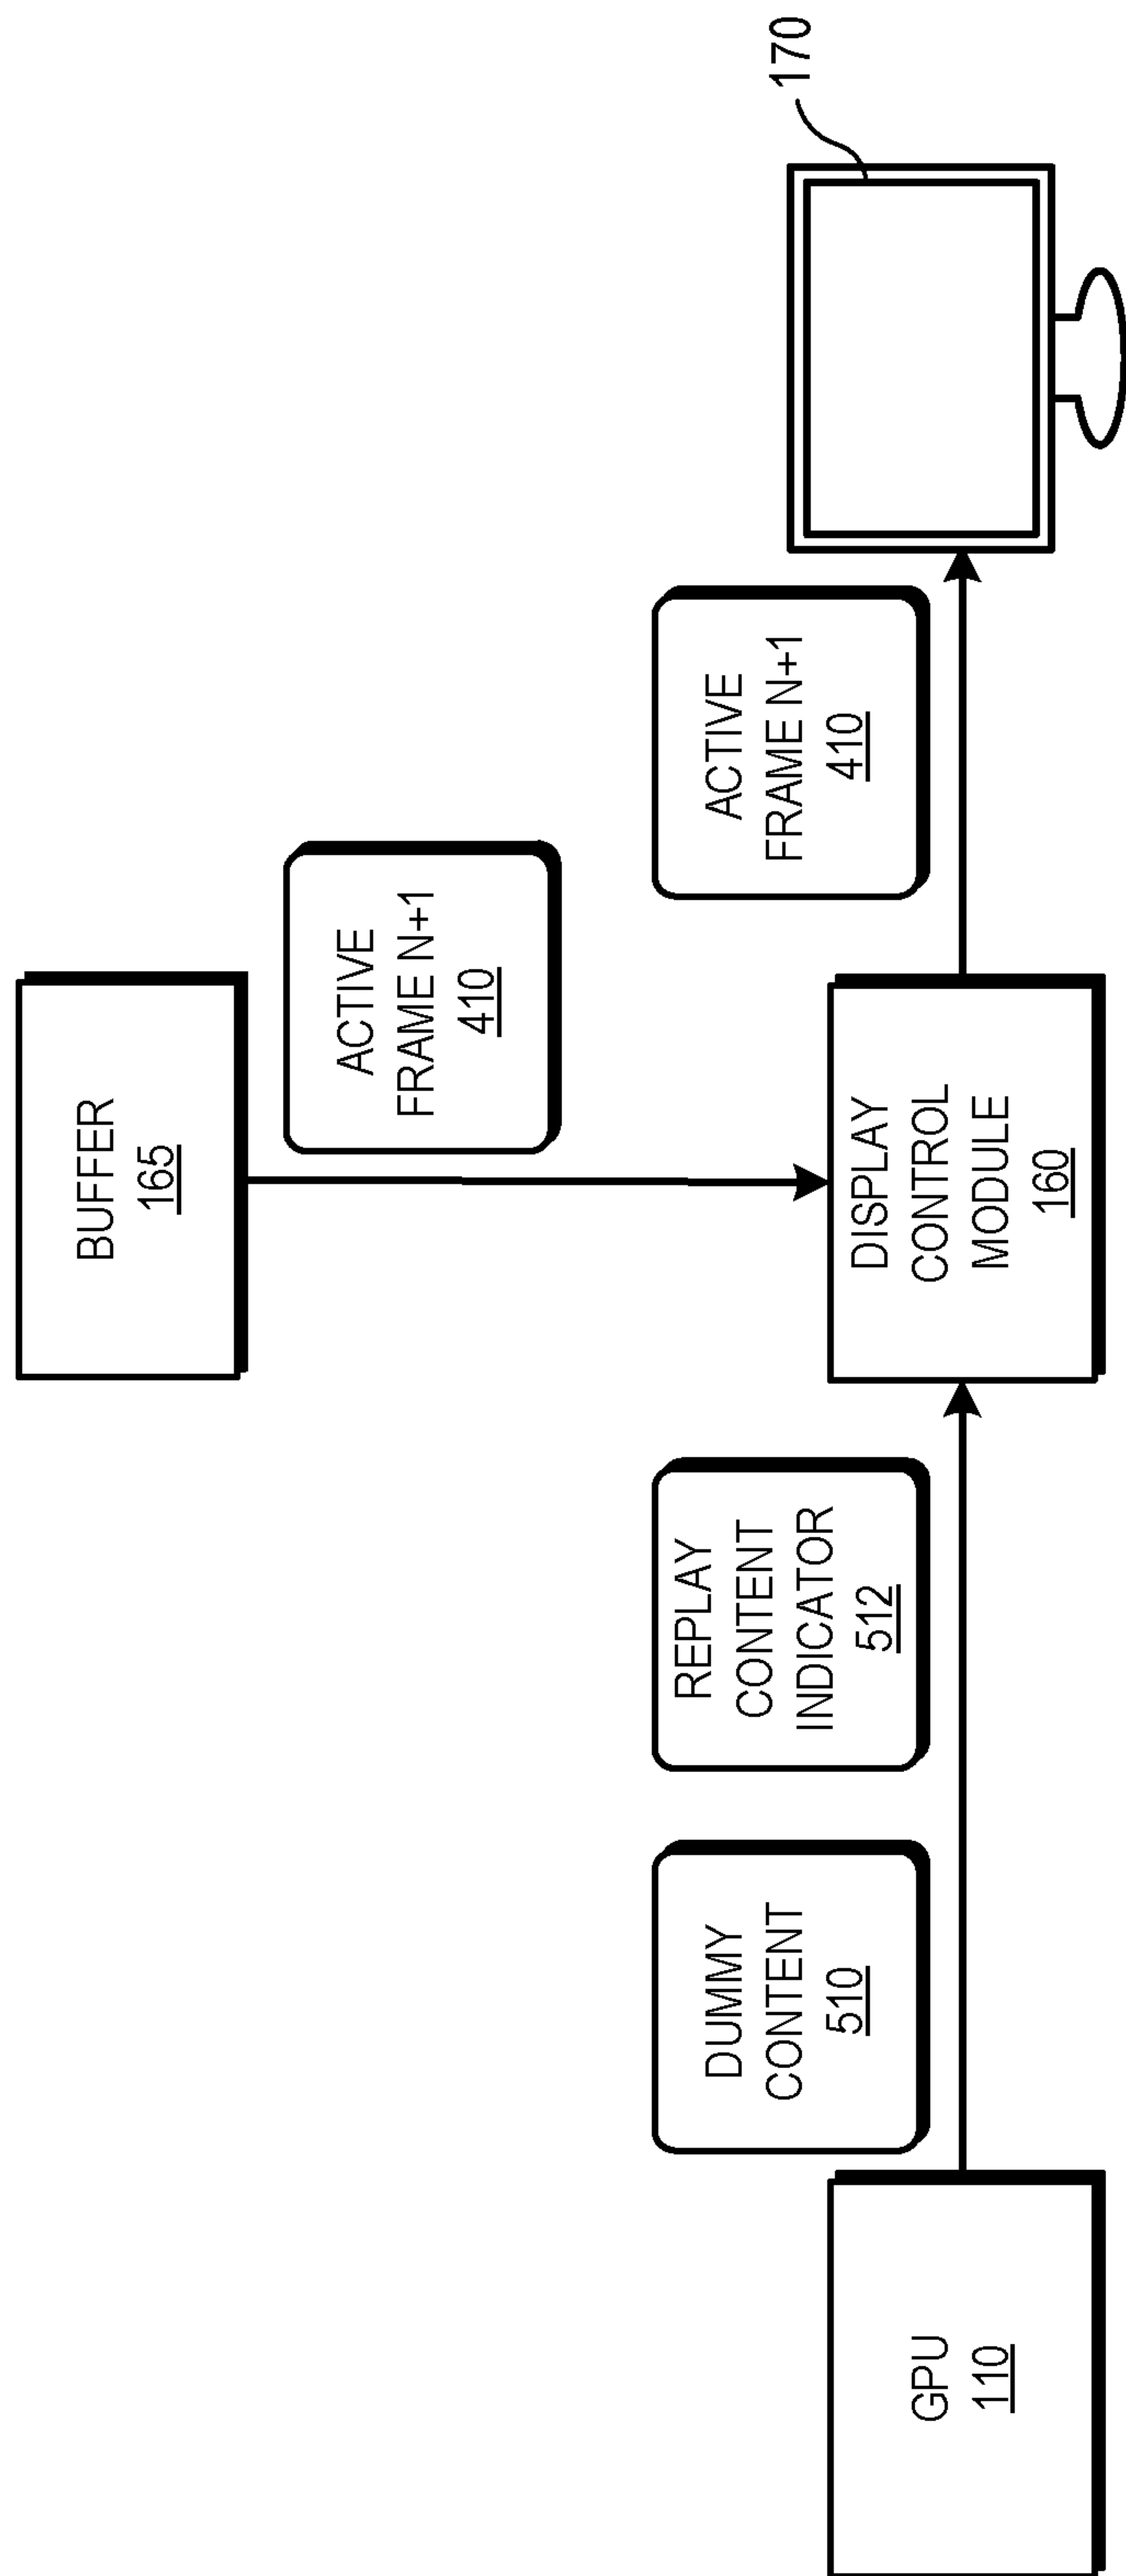 BUFFER
165
ACTIVE
FRAME N+1
410
GPU
110
DUMMY
CONTENT
510
REPLAY
CONTENT
INDICATOR
512
DISPLAY
CONTROL
MODULE
160
ACTIVE
FRAME N+1
410
170